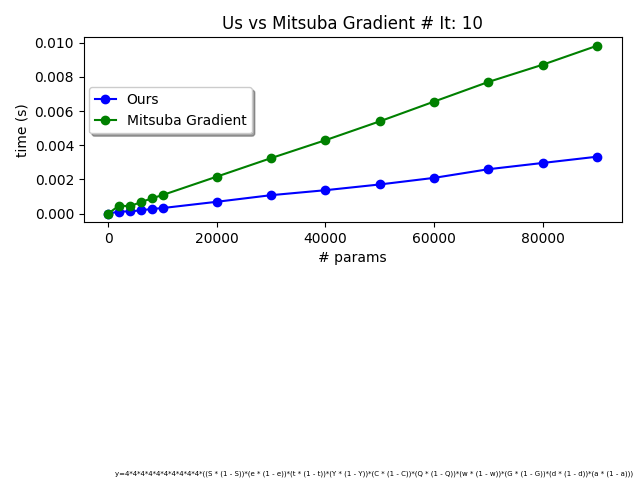 Us vs Mitsuba Gradient # It: 10
0.010
0.008
0.006
0.004
0.002
0.000
time (s)
Ours
Mitsuba Gradient
0 20000 40000 60000 80000
# params
y=4*4*4*4*4*4*4*4*4*4*((S * (1 - S))*(e * (1 - e))*(t * (1 - t))*(Y * (1 - Y))*(C * (1 - C))*(Q * (1 - Q))*(w * (1 - w))*(G * (1 - G))*(d * (1 - d))*(a * (1 - a)))